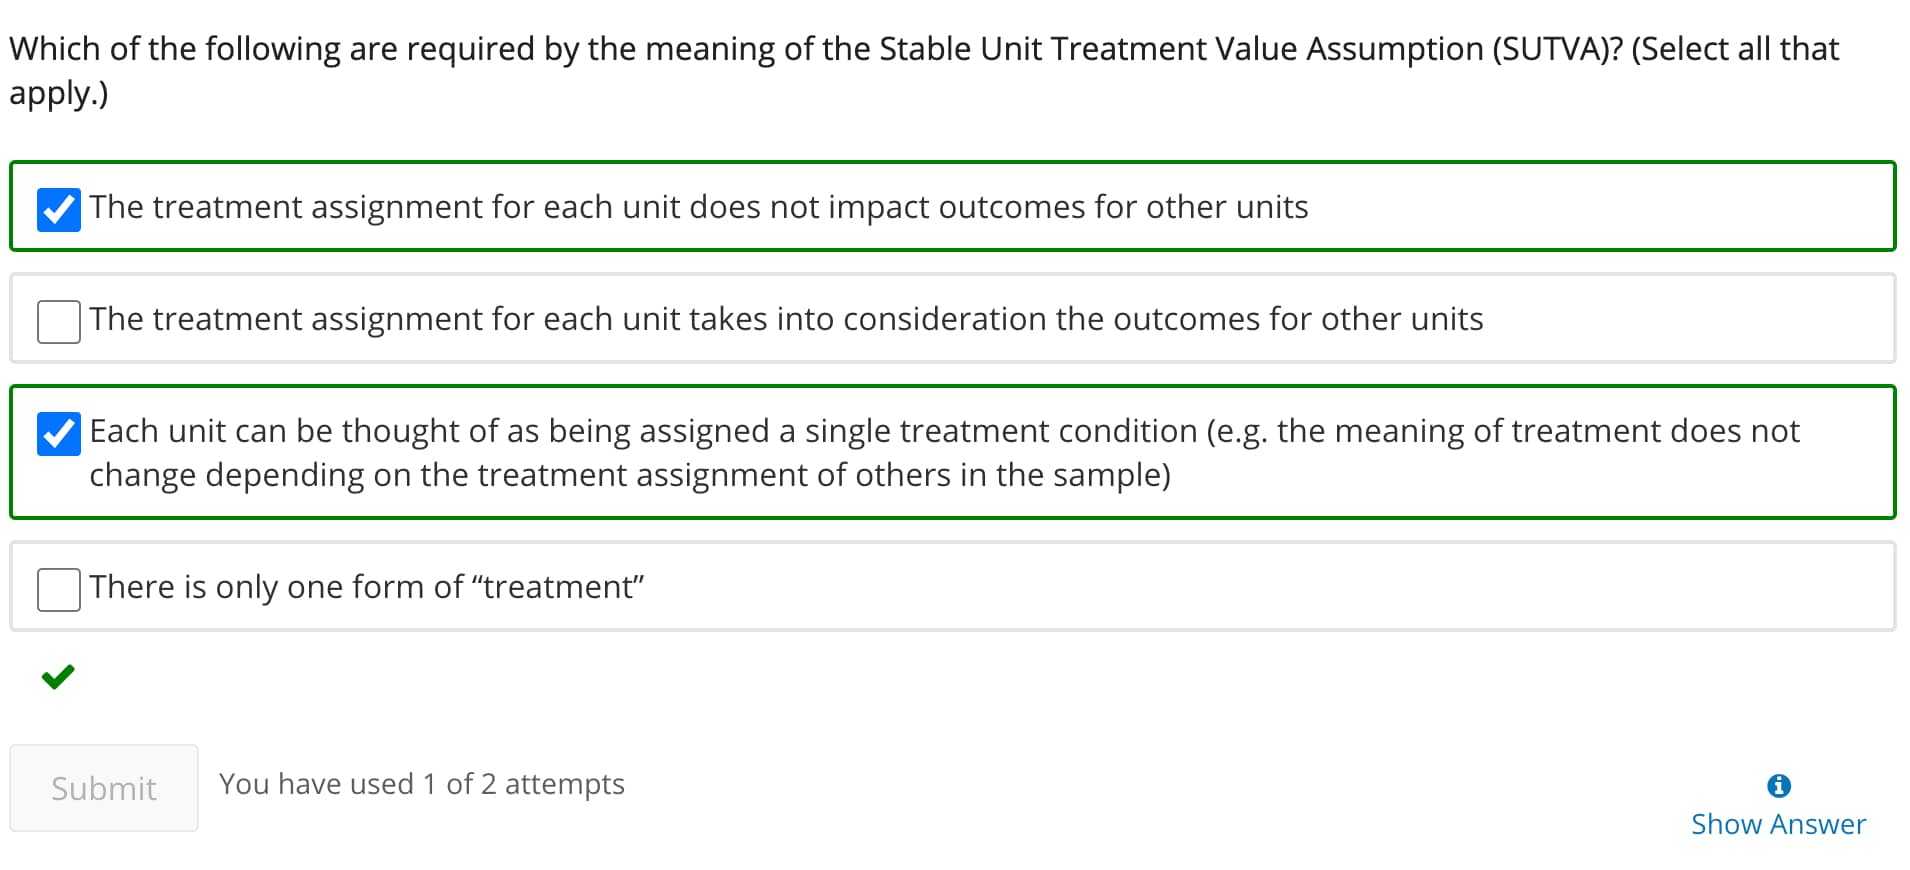 Which of the following are required by the meaning of the Stable Unit Treatment Value Assumption (SUTVA)? (Select all that
apply.)
The treatment assignment for each unit does not impact outcomes for other units
The treatment assignment for each unit takes into consideration the outcomes for other units
Each unit can be thought of as being assigned a single treatment condition (e.g. the meaning of treatment does not
change depending on the treatment assignment of others in the sample)
There is only one form of “treatment”
Submit
You have used 1 of 2 attempts
Show Answer